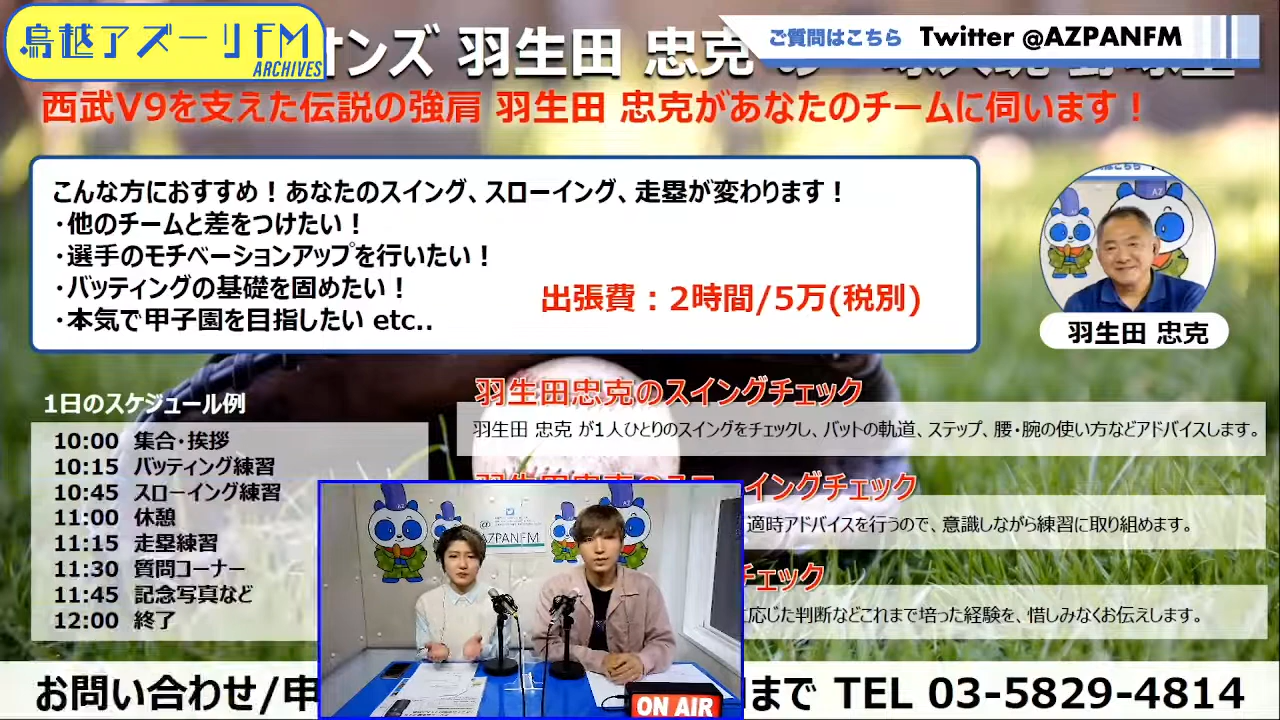 鳥越アズーリFM
ARCHIVES
ンズ 羽生田 忠克
ご質問はこちら Twitter @AZPANFM
西武V9を支えた伝説の強肩 羽生田 忠克があなたのチームに伺います！
こんな方におすすめ！あなたのスイング、スローイング、走塁が変わります！
・他のチームと差をつけたい！
・選手のモチベーションアップを行いたい！
・バッティングの基礎を固めたい！
・本気で甲子園を目指したい etc..
出張費：2時間/5万(税別)
AZ
羽生田 忠克
1日のスケジュール例
10:00 集合・挨拶
10:15 バッティング練習
10:45 スローイング練習
11:00 休憩
11:15 走塁練習
11:30 質問コーナー
11:45 記念写真など
12:00 終了
羽生田忠克のスイングチェック
羽生田 忠克 が1人ひとりのスイングをチェックし、バットの軌道、ステップ、腰・腕の使い方などアドバイスします。
イングチェック
適時アドバイスを行うので、意識しながら練習に取り組めます。
チェック
に応じた判断などこれまで培った経験を、惜しみなくお伝えします。
@AZPANFM
ON AIR
お問い合わせ/申
まで TEL 03-5829-4814